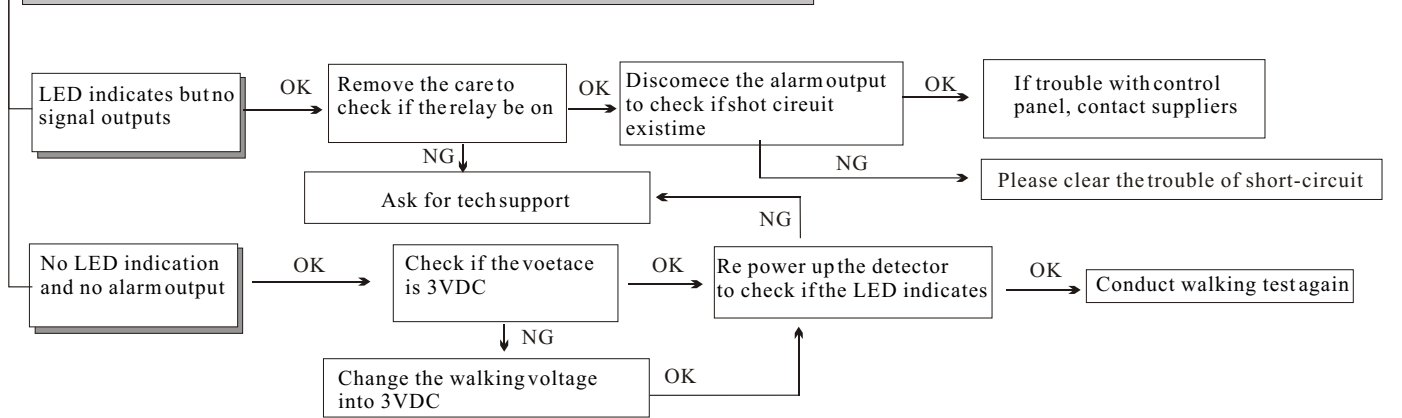 LED indicates but no
signal outputs
OK
Remove the care to
check if the relay be on
OK
Discomece the alarm output
to check if shot cireuit
existime
OK
If trouble with control
panel, contact suppliers
NG
NG
Please clear the trouble of short-circuit
Ask for tech support
NG
No LED indication
and no alarm output
OK
Check if the voetace
is 3VDC
OK
Re power up the detector
to check if the LED indicates
OK
Conduct walking test again
NG
Change the walking voltage
into 3VDC
OK